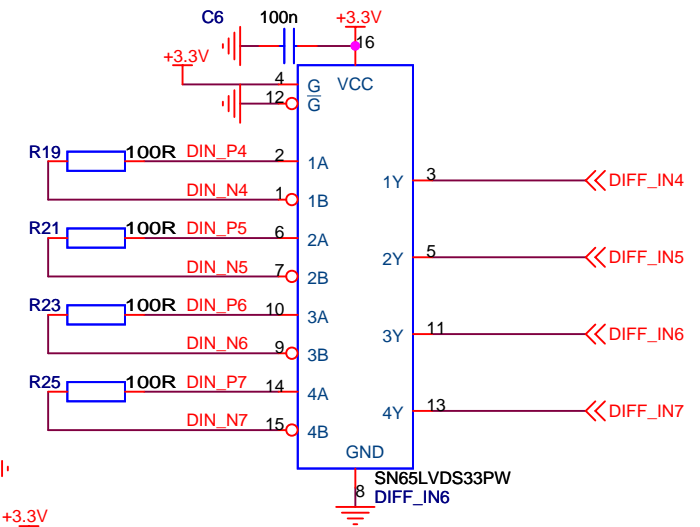 C6 100n +3.3V
16
+3.3V
4 G VCC
12 G
R19 100R DIN_P4 2 1A
3 1Y DIFF_IN4
DIN_N4 1 1B
R21 100R DIN_P5 6 2A
5 2Y DIFF_IN5
DIN_N5 7 2B
R23 100R DIN_P6 10 3A
11 3Y DIFF_IN6
DIN_N6 9 3B
R25 100R DIN_P7 14 4A
13 4Y DIFF_IN7
DIN_N7 15 4B
GND
SN65LVDS33PW
8 DIFF_IN6
+3.3V